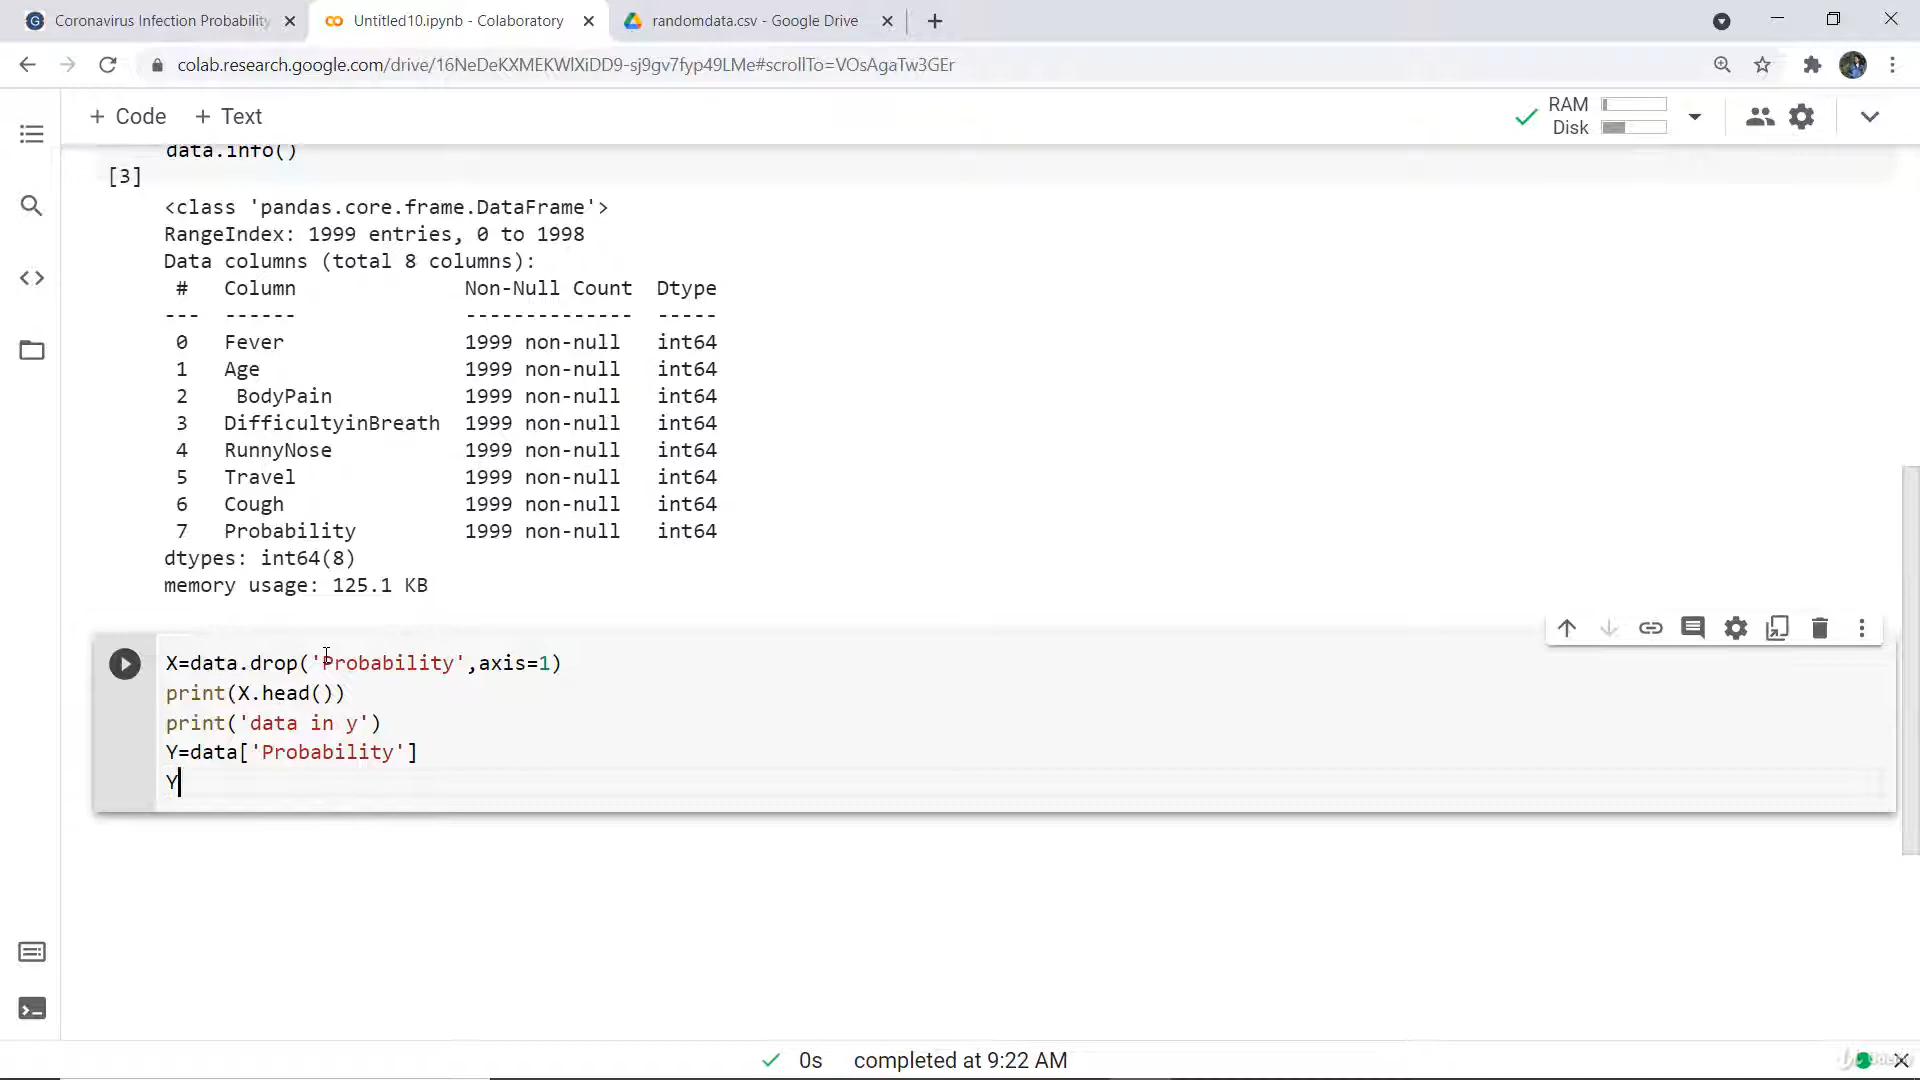 Coronavirus Infection Probability
Untitled10.ipynb - Colaboratory
randomdata.csv - Google Drive
colab.research.google.com/drive/16NeDeKXMEKWlXiDD9-sj9gv7fyp49LMe#scrollTo=VOsAgaTw3GEr
+ Code + Text
RAM
Disk
data.info()
[3]
<class 'pandas.core.frame.DataFrame'>
RangeIndex: 1999 entries, 0 to 1998
Data columns (total 8 columns):
# Column Non-Null Count Dtype
--- ------ -------------- -----
0 Fever 1999 non-null int64
1 Age 1999 non-null int64
2 BodyPain 1999 non-null int64
3 DifficultyinBreath 1999 non-null int64
4 RunnyNose 1999 non-null int64
5 Travel 1999 non-null int64
6 Cough 1999 non-null int64
7 Probability 1999 non-null int64
dtypes: int64(8)
memory usage: 125.1 KB
X=data.drop('Probability',axis=1)
print(X.head())
print('data in y')
Y=data['Probability']
Y
0s completed at 9:22 AM